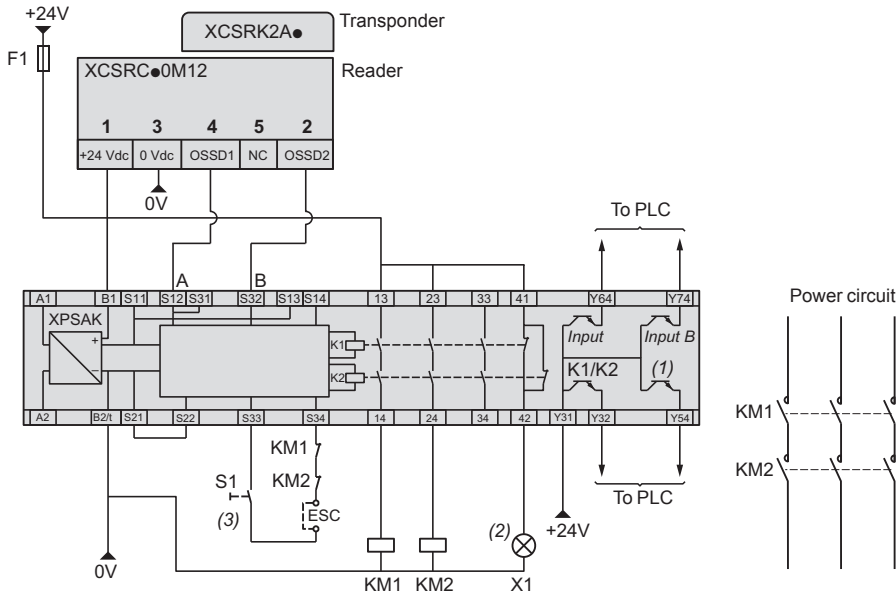 +24V
F1
XCSRK2A● Transponder
XCSRC●0M12 Reader
1 3 4 5 2
+24 Vdc 0 Vdc OSSD1 NC OSSD2
0V
To PLC
A B
A1 B1 S11 S12 S31 S32 S13 S14 13 23 33 41 Y64 Y74
XPSAK
+
–
K1
K2
Input Input B
K1/K2 (1)
A2 B2/t S21 S22 S33 S34 14 24 34 42 Y31 Y32 Y54
KM1
KM2
ESC
S1
(3)
0V
KM1 KM2
(2)
X1
+24V
To PLC
Power circuit
KM1
KM2